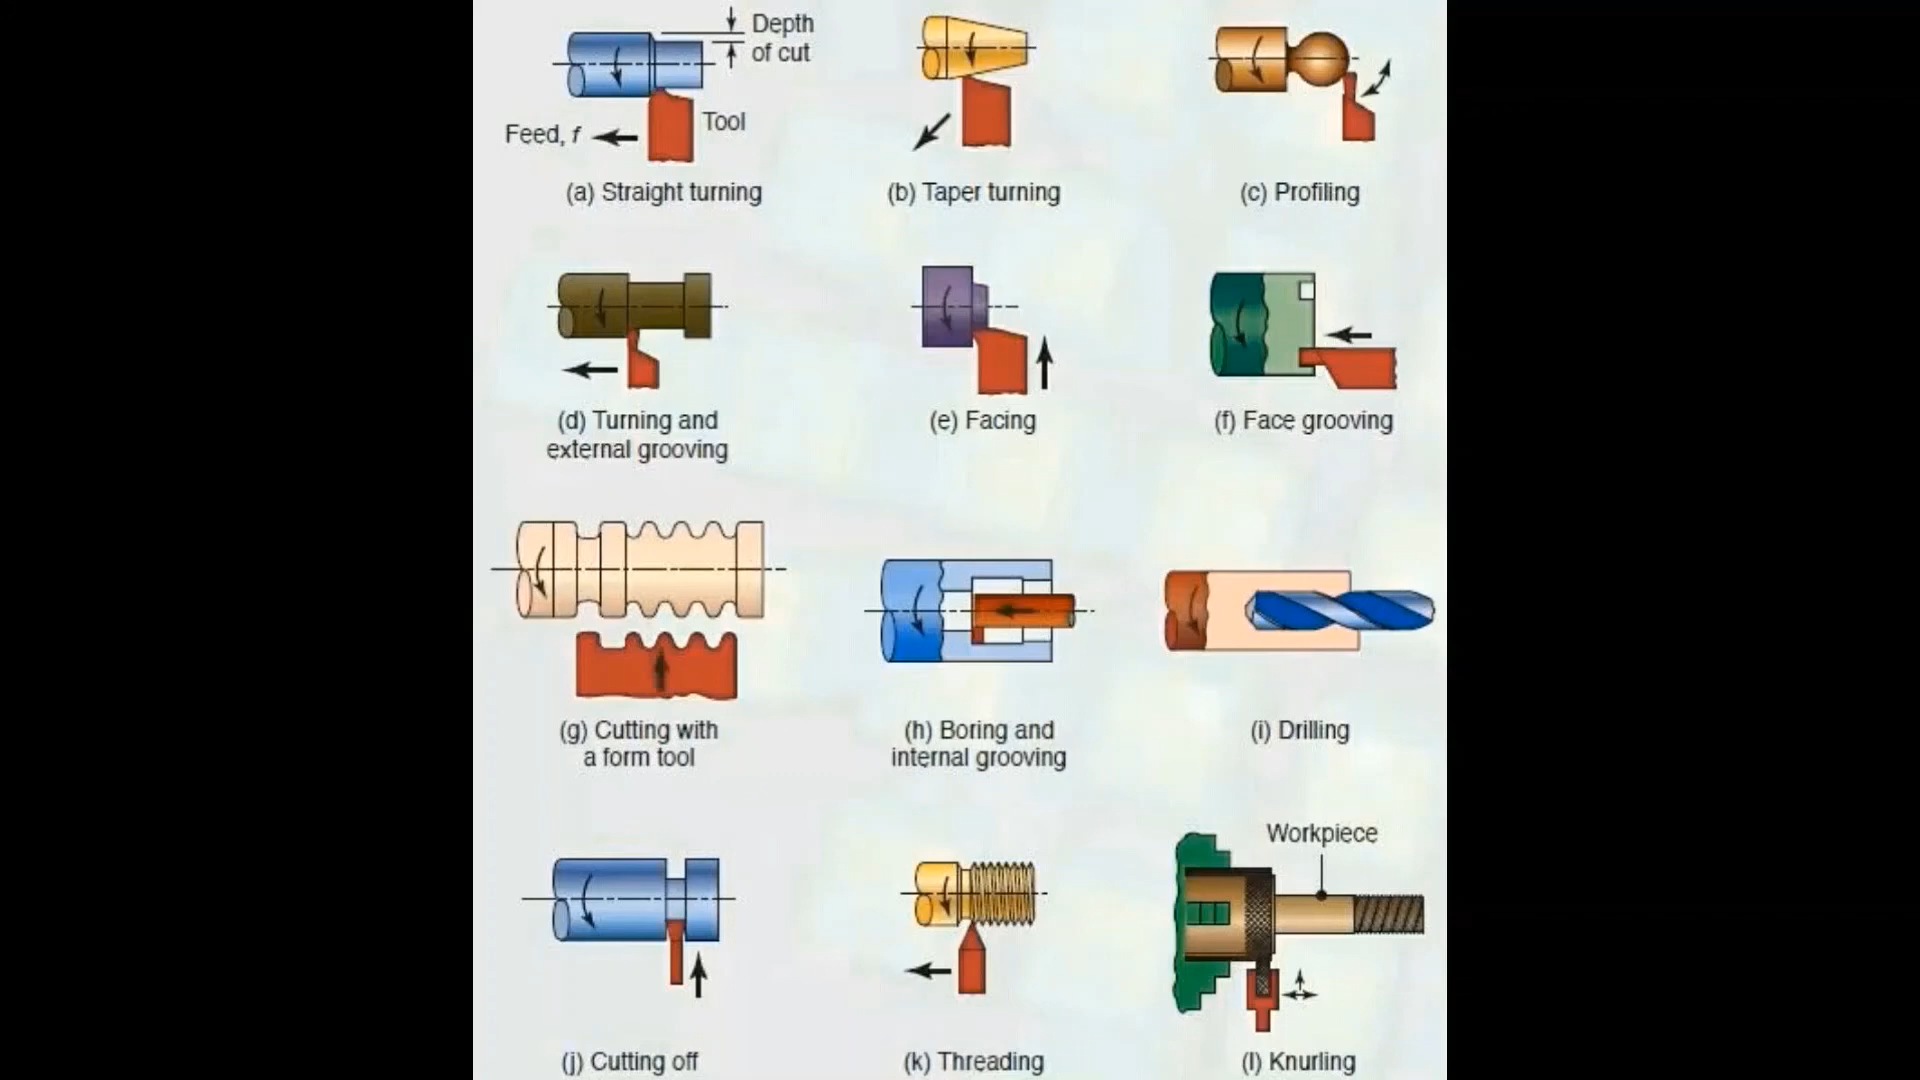 Depth
of cut
Feed, f
Tool
(a) Straight turning
(b) Taper turning
(c) Profiling
(d) Turning and
external grooving
(e) Facing
(f) Face grooving
(g) Cutting with
a form tool
(h) Boring and
internal grooving
(i) Drilling
Workpiece
(j) Cutting off
(k) Threading
(l) Knurling